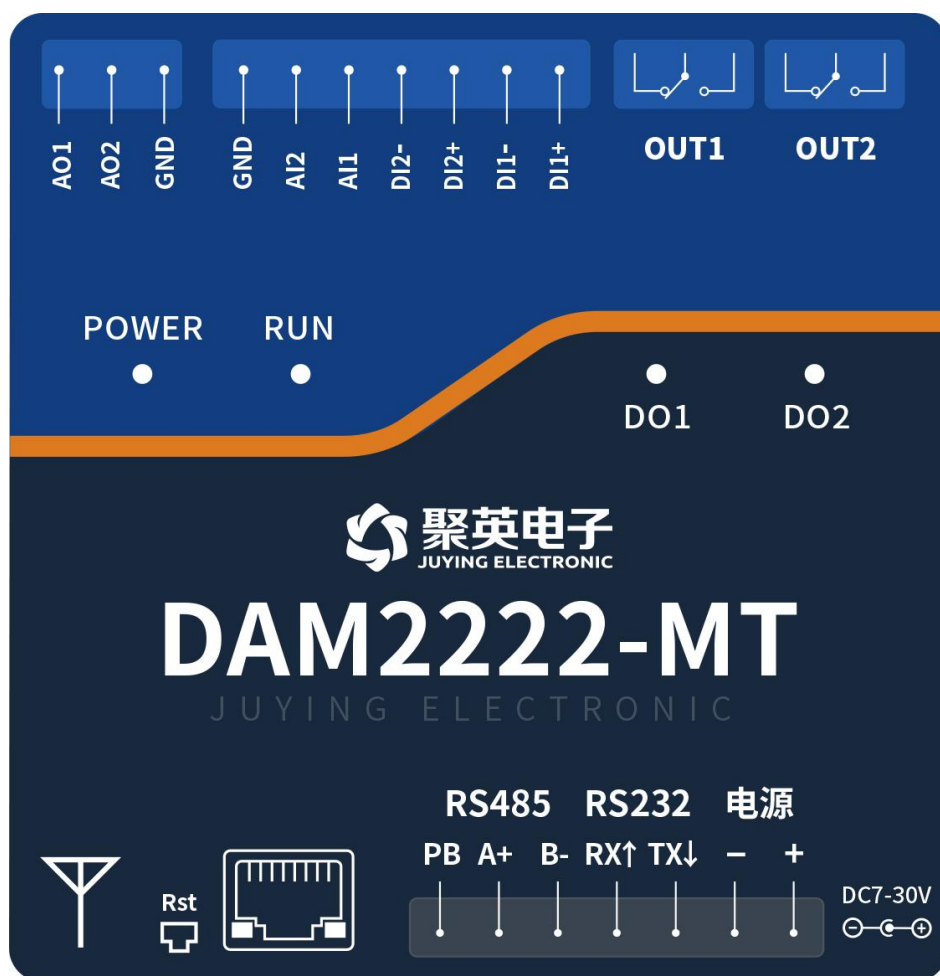 AO1 AO2 GND GND AI2 AI1 DI2- DI2+ DI1- DI1+
OUT1 OUT2
POWER RUN
DO1 DO2
聚英电子
JUYING ELECTRONIC
DAM2222-MT
JUYING ELECTRONIC
RS485 RS232 电源
PB A+ B- RX↑ TX↓ - +
Rst
DC7-30V